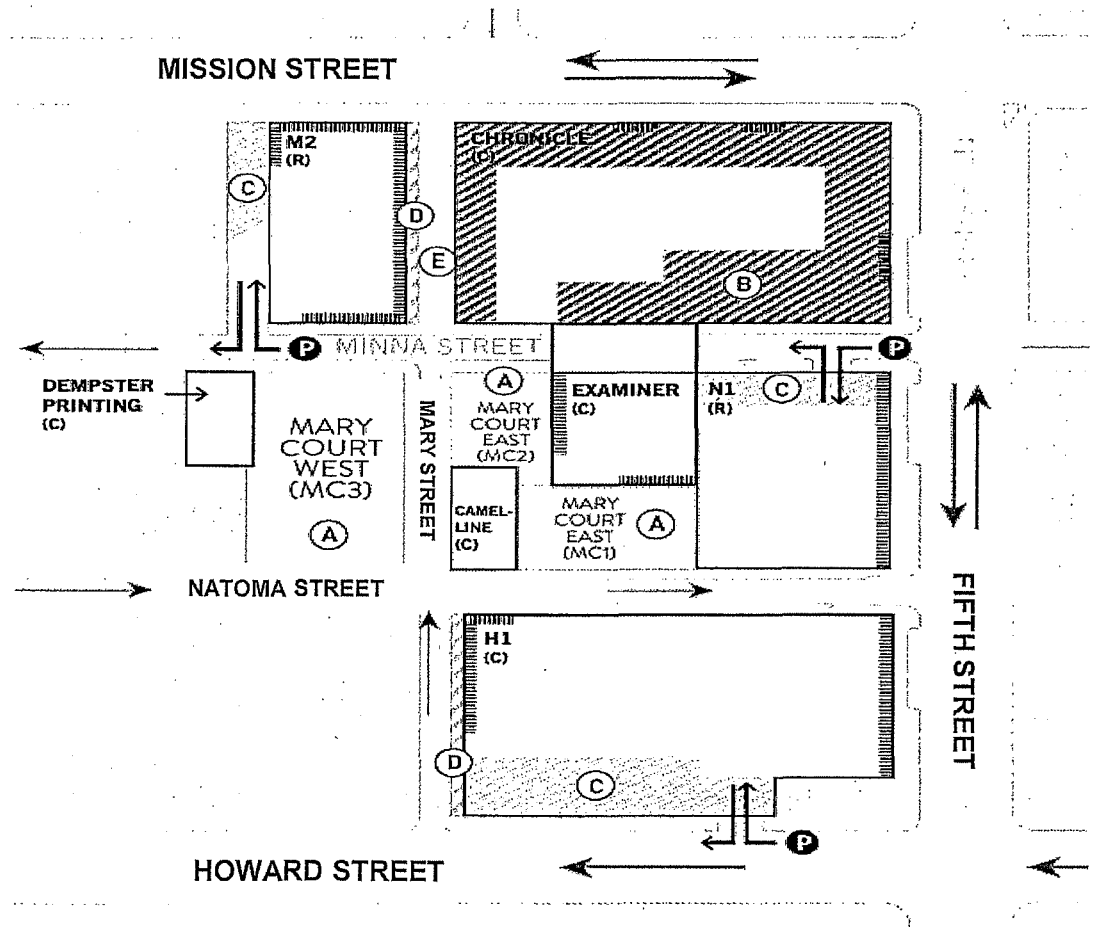 MISSION STREET
M2
(R)
CHRONICLE
(C)
C
D
E
B
P
MINNA STREET
P
DEMPSTER
PRINTING
(C)
MARY
COURT
WEST
(MC3)
A
MARY STREET
A
MARY
COURT
EAST
(MC2)
EXAMINER
(C)
N1
(R)
C
CAMEL-
LINE
(C)
MARY
COURT
EAST
(MC1)
A
NATOMA STREET
FIFTH STREET
H1
(C)
D
C
P
HOWARD STREET